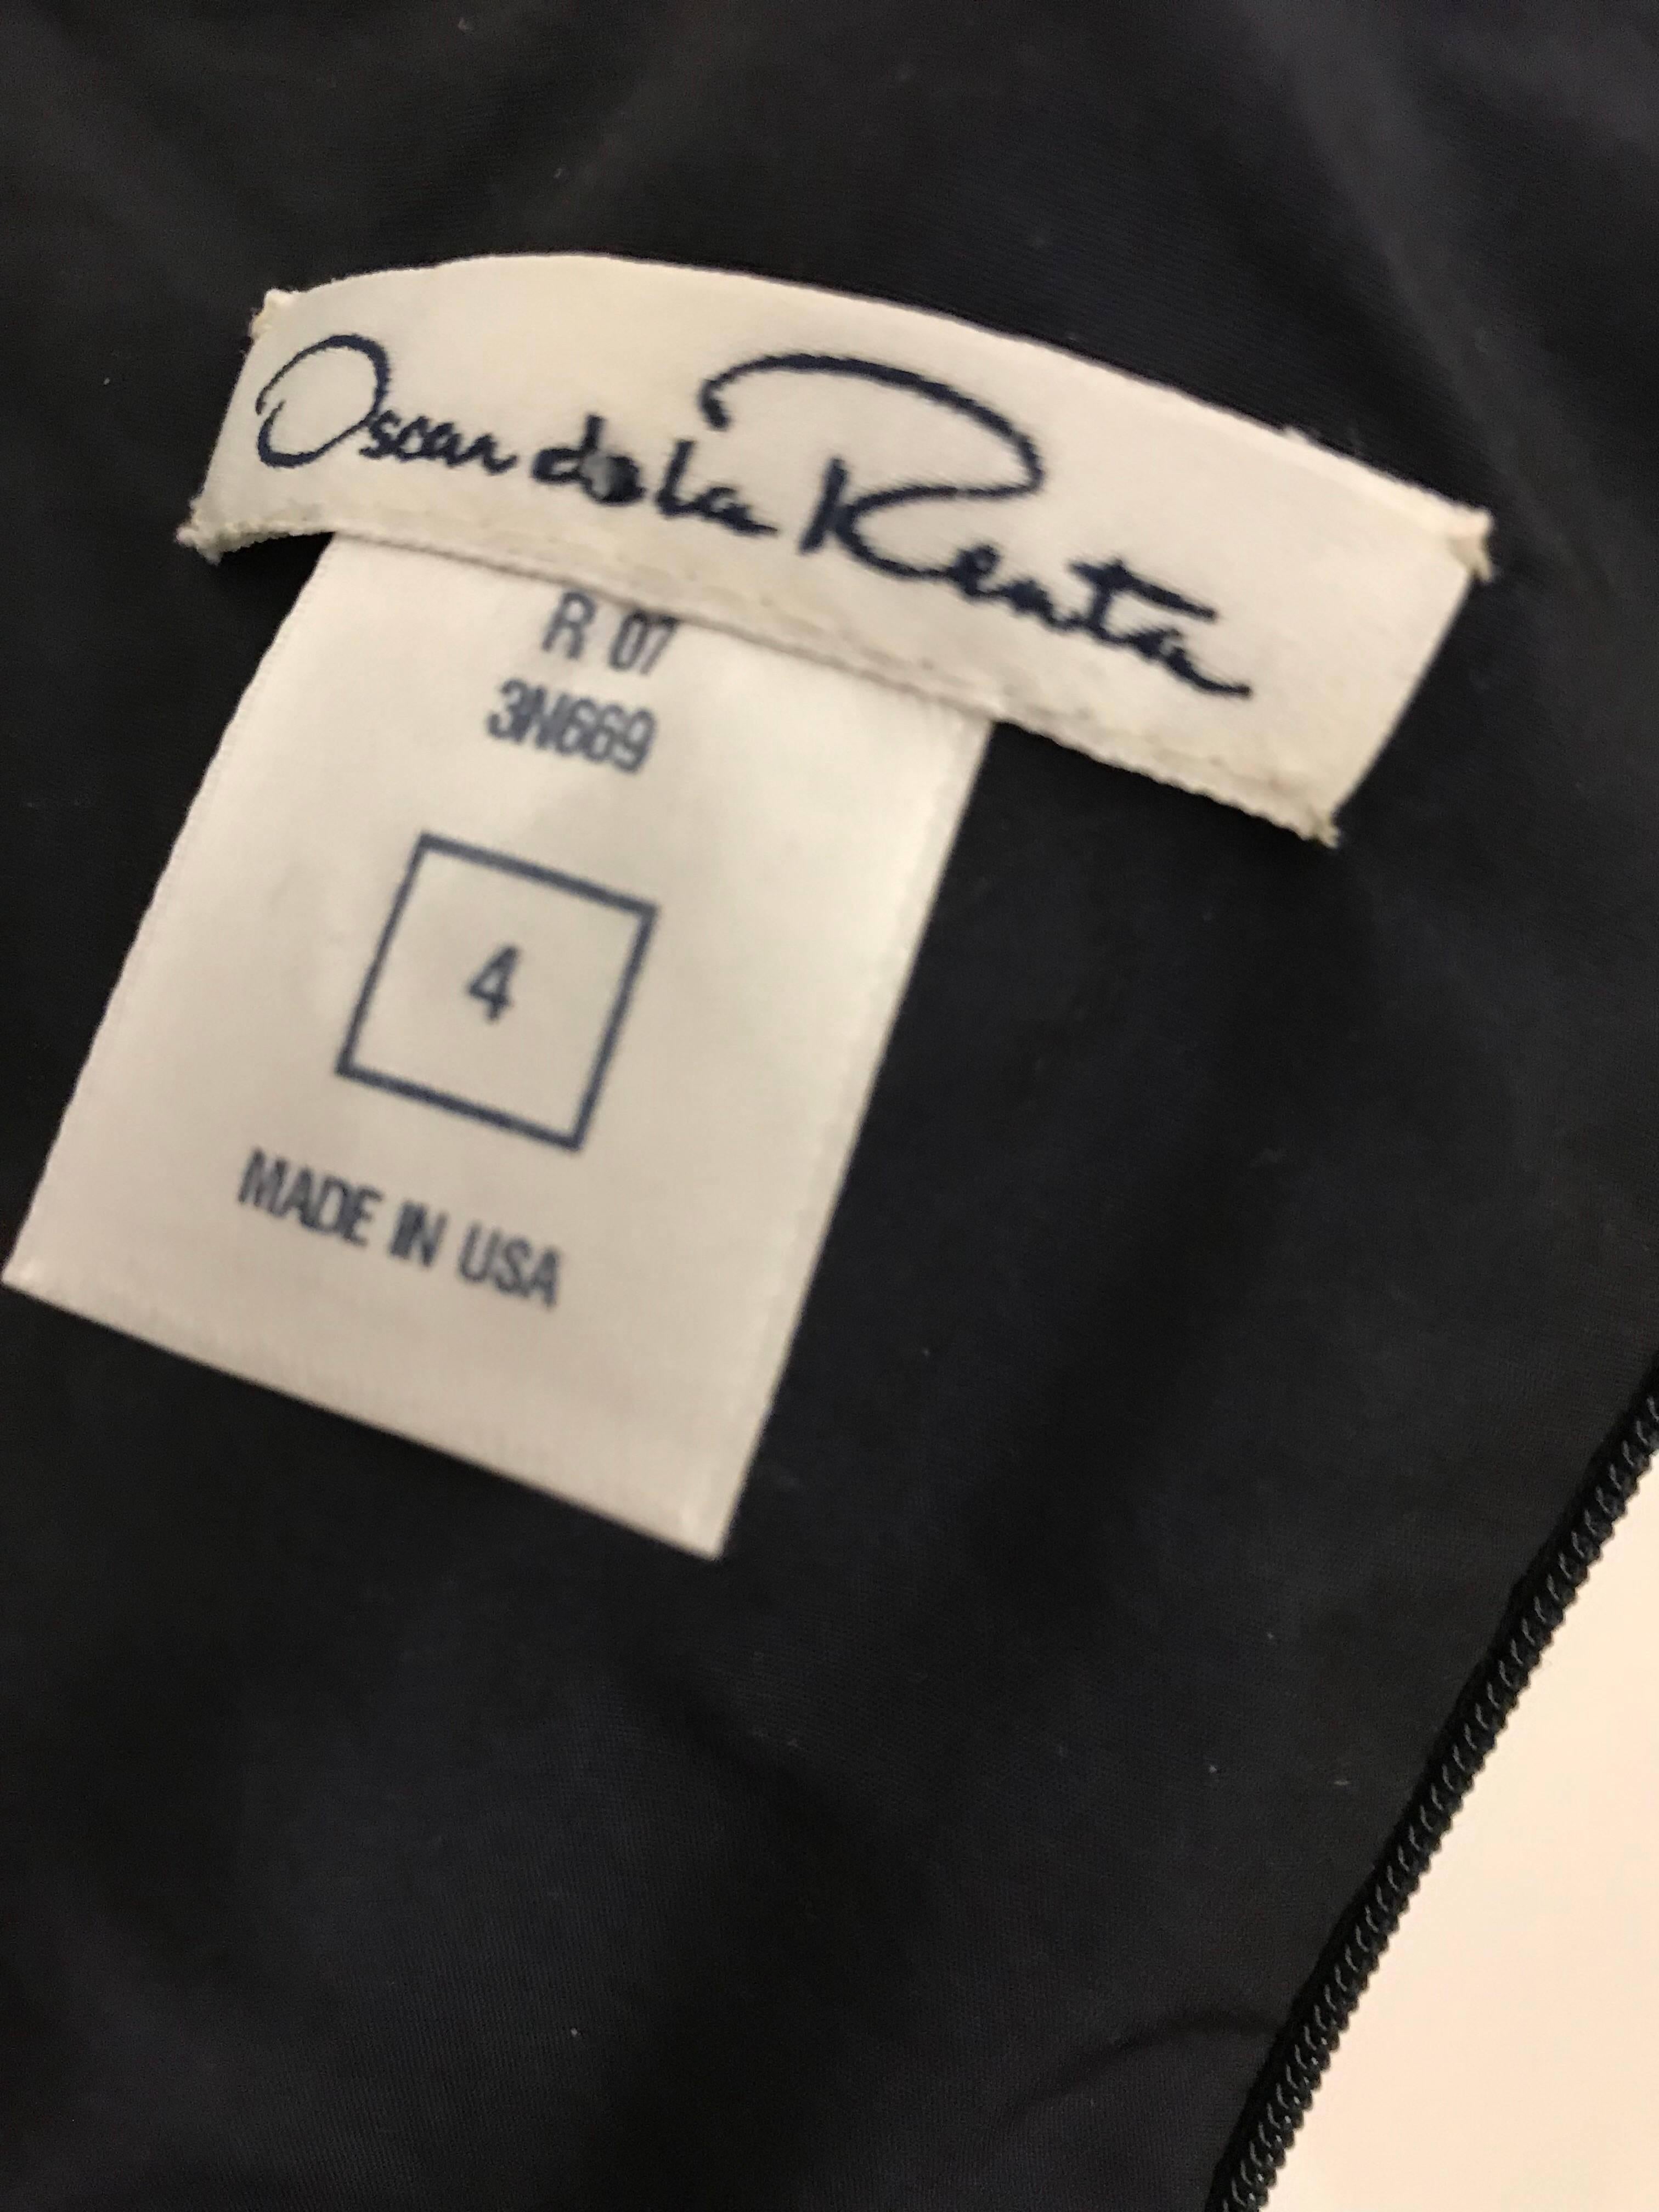 Oscar de la Renta
R 07
3N669
4
MADE IN USA